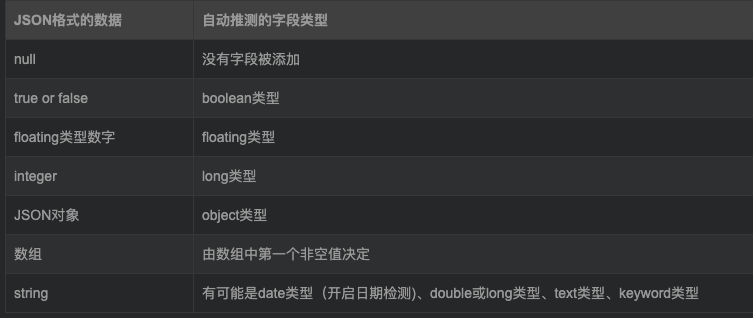 JSON格式的数据 自动推测的字段类型
null 没有字段被添加
true or false boolean类型
floating类型数字 floating类型
integer long类型
JSON对象 object类型
数组 由数组中第一个非空值决定
string 有可能是date类型（开启日期检测)、double或long类型、text类型、keyword类型